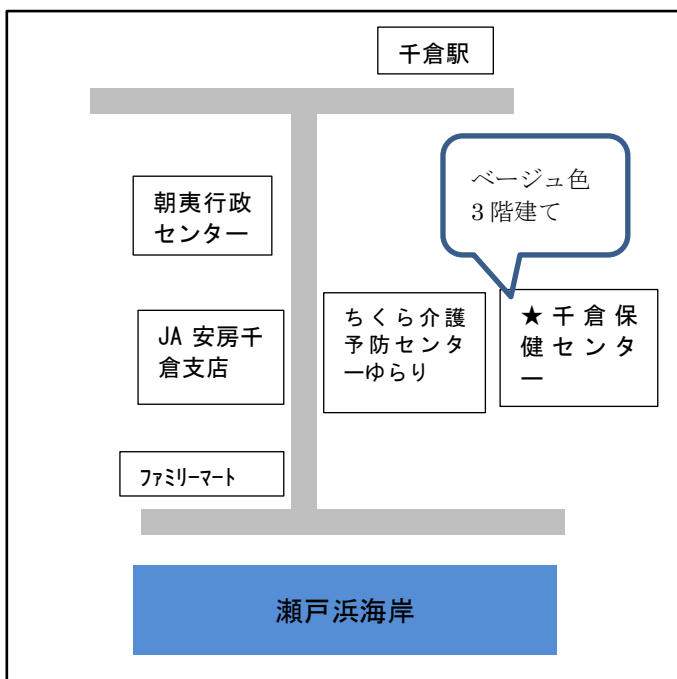 千倉駅
ベージュ色
３階建て
朝夷行政
センター
JA 安房千
倉支店
ちくら介護
予防センタ
ーゆらり
★千倉保
健センタ
ー
ﾌｧﾐﾘｰﾏｰﾄ
瀬戸浜海岸